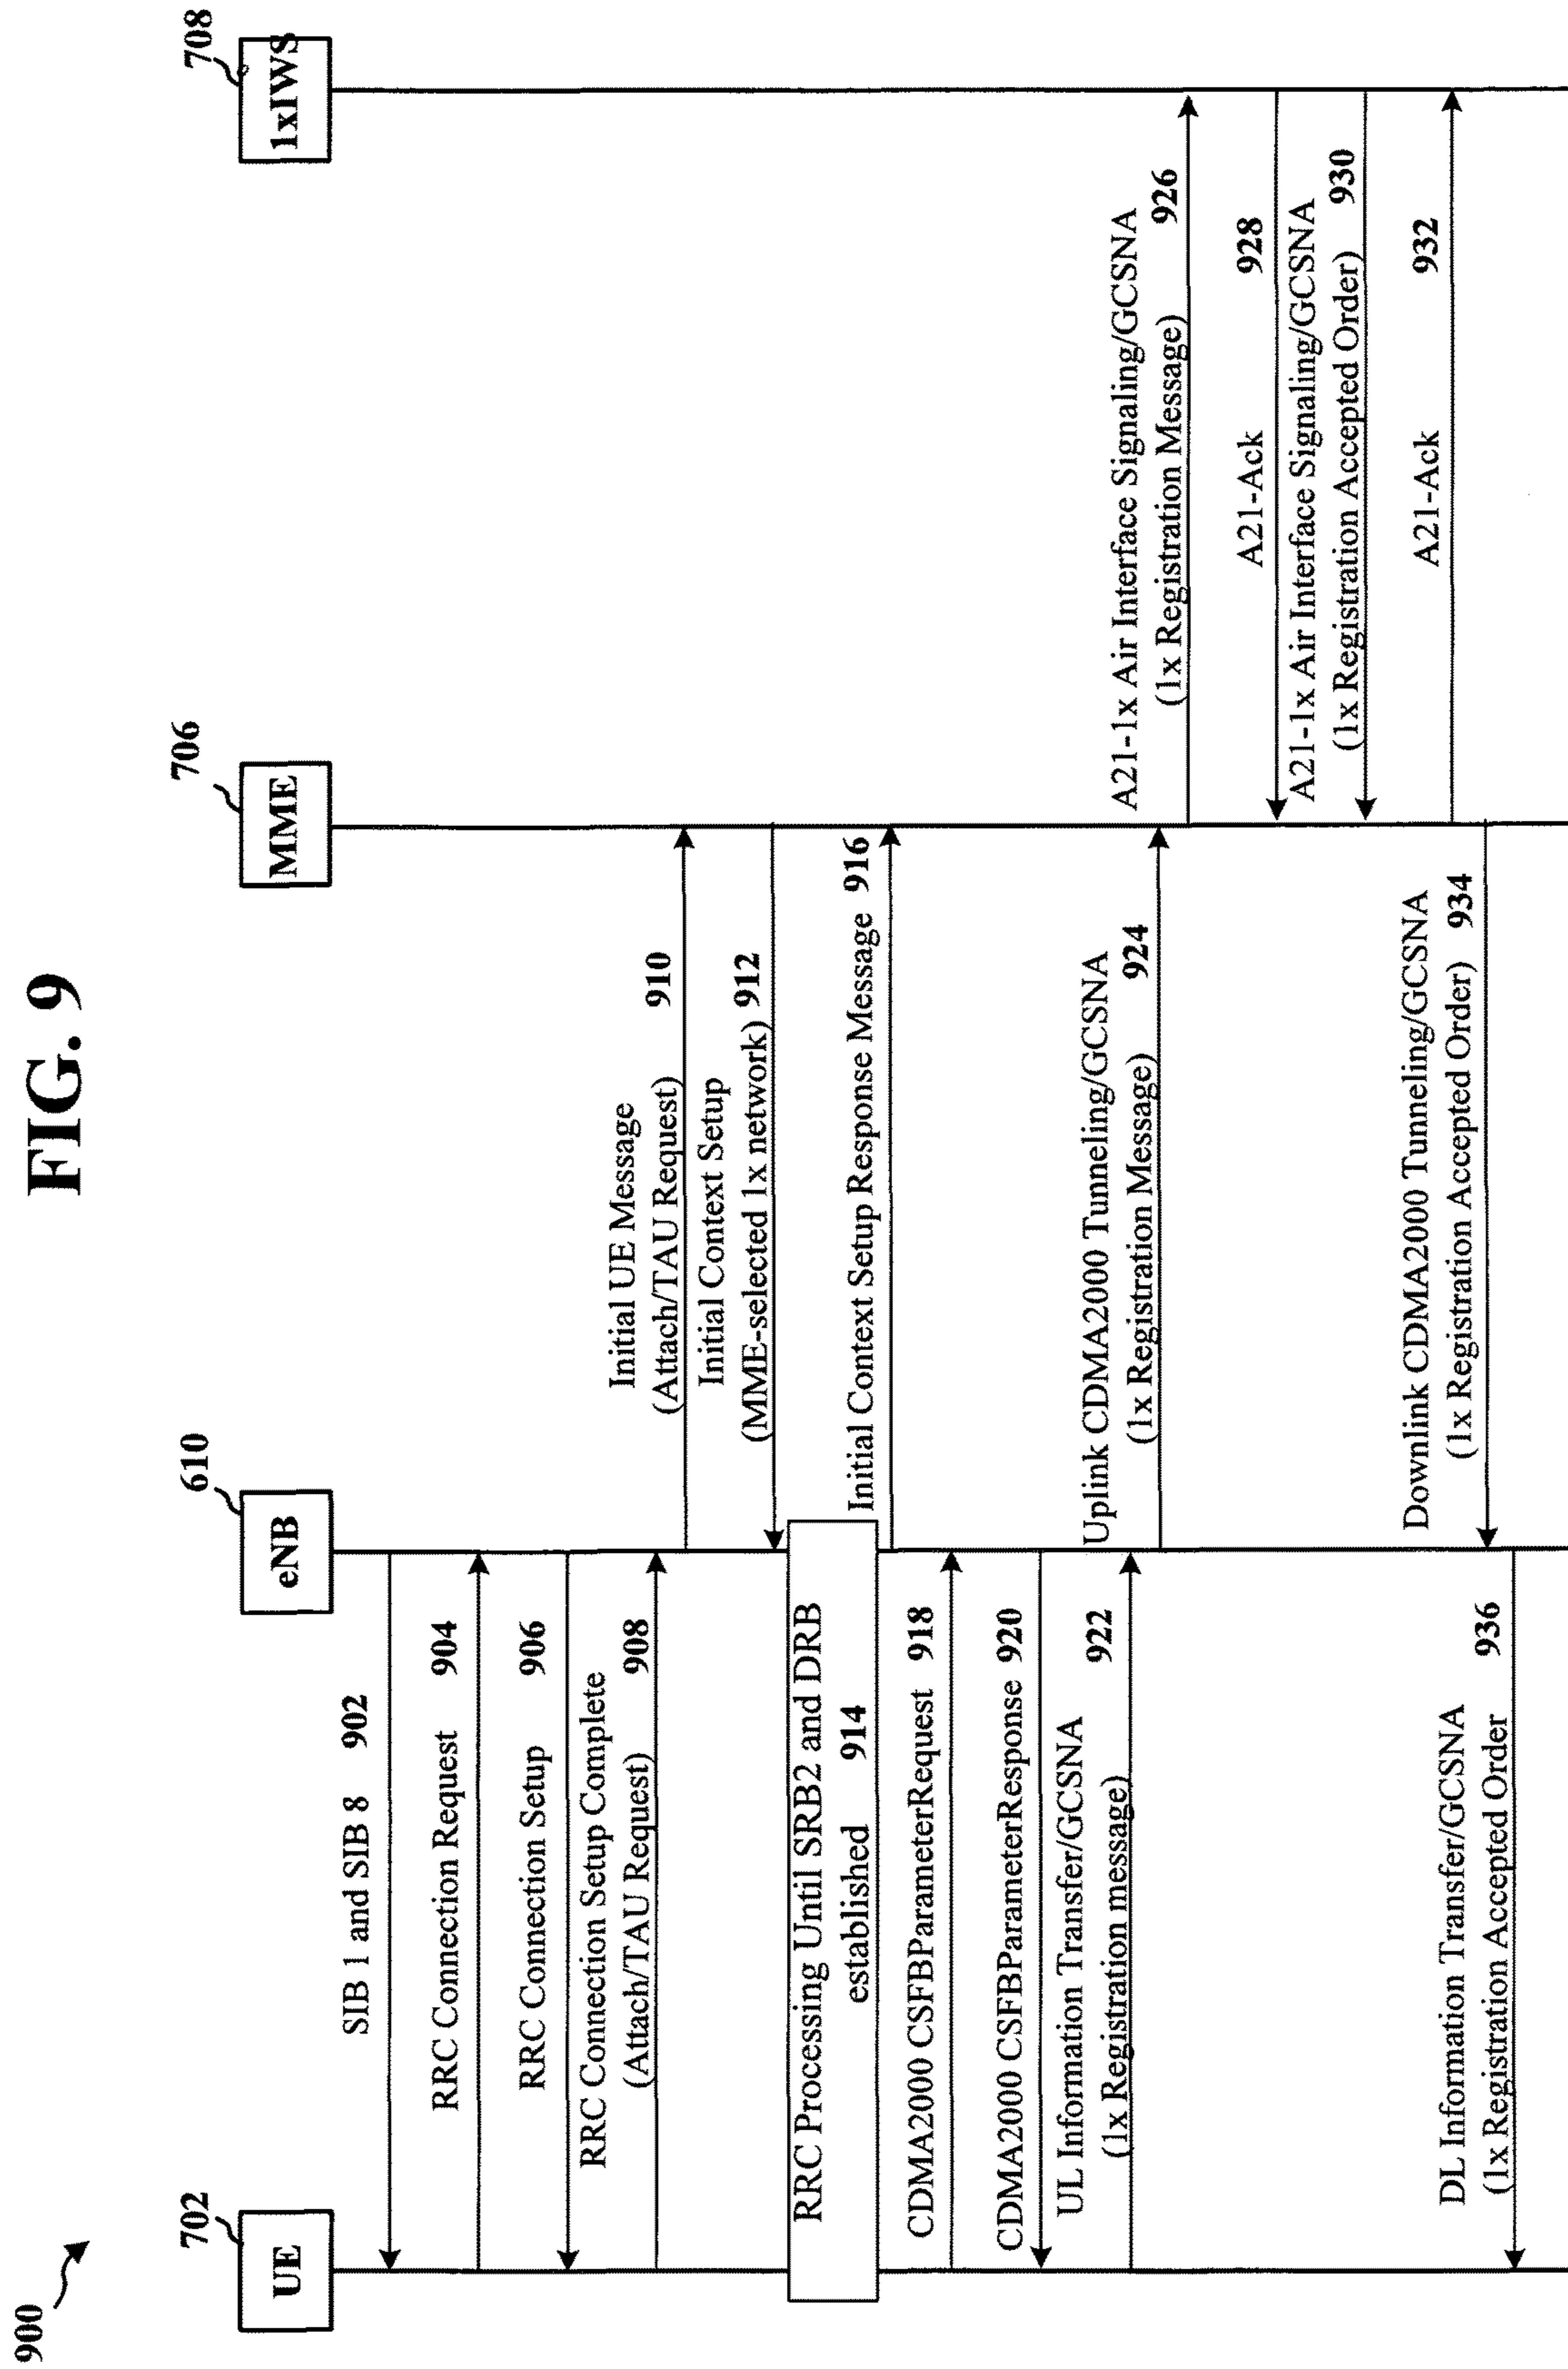 FIG. 9
900
702
UE
610
eNB
706
MME
708
1xIWS
SIB 1 and SIB 8 902
RRC Connection Request 904
RRC Connection Setup 906
RRC Connection Setup Complete
(Attach/TAU Request) 908
Initial UE Message
(Attach/TAU Request) 910
Initial Context Setup
(MME-selected 1x network) 912
RRC Processing Until SRB2 and DRB
established 914
Initial Context Setup Response Message 916
CDMA2000 CSFBParameterRequest 918
CDMA2000 CSFBParameterResponse 920
UL Information Transfer/GCSNA
(1x Registration message) 922
Uplink CDMA2000 Tunneling/GCSNA
(1x Registration Message) 924
A21-1x Air Interface Signaling/GCSNA
(1x Registration Message) 926
A21-Ack 928
A21-1x Air Interface Signaling/GCSNA
(1x Registration Accepted Order) 930
A21-Ack 932
Downlink CDMA2000 Tunneling/GCSNA
(1x Registration Accepted Order) 934
DL Information Transfer/GCSNA
(1x Registration Accepted Order 936